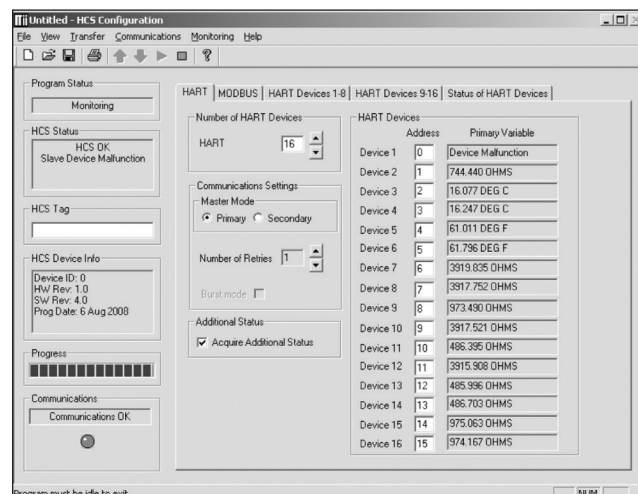 Untitled - HCS Configuration
File View Transfer Communications Monitoring Help
Program Status
Monitoring
HCS Status
HCS OK
Slave Device Malfunction
HCS Tag
HCS Device Info
Device ID: 0
HW Rev: 1.0
SW Rev: 4.0
Prog Date: 6 Aug 2008
Progress
Communications
Communications OK
HART MODBUS HART Devices 1-8 HART Devices 9-16 Status of HART Devices
Number of HART Devices
HART 16
Communications Settings
Master Mode
Primary Secondary
Number of Retries 1
Burst mode
Additional Status
Acquire Additional Status
HART Devices
Address Primary Variable
Device 1 0 Device Malfunction
Device 2 1 744.440 OHMS
Device 3 2 16.077 DEG C
Device 4 3 16.247 DEG C
Device 5 4 61.011 DEG F
Device 6 5 61.796 DEG F
Device 7 6 3919.835 OHMS
Device 8 7 3917.752 OHMS
Device 9 8 973.490 OHMS
Device 10 9 3917.521 OHMS
Device 11 10 486.395 OHMS
Device 12 11 3915.908 OHMS
Device 13 12 485.996 OHMS
Device 14 13 486.703 OHMS
Device 15 14 975.063 OHMS
Device 16 15 974.167 OHMS
Program must be idle to exit
NUM